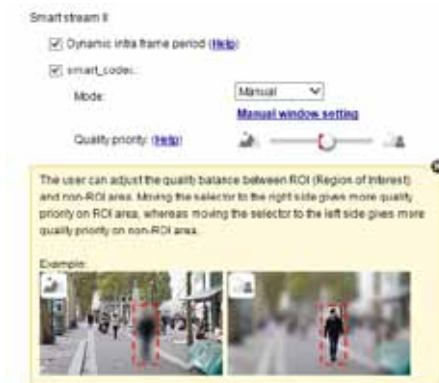 Smart stream II
Dynamic intra frame period (Help)
smart_codec:
Mode: Manual
Manual window setting
Quality priority: (Help)
The user can adjust the quality balance between ROI (Region of Interest)
and non-ROI area. Moving the selector to the right side gives more quality
priority on ROI area, whereas moving the selector to the left side gives more
quality priority on non-ROI area.
Example: